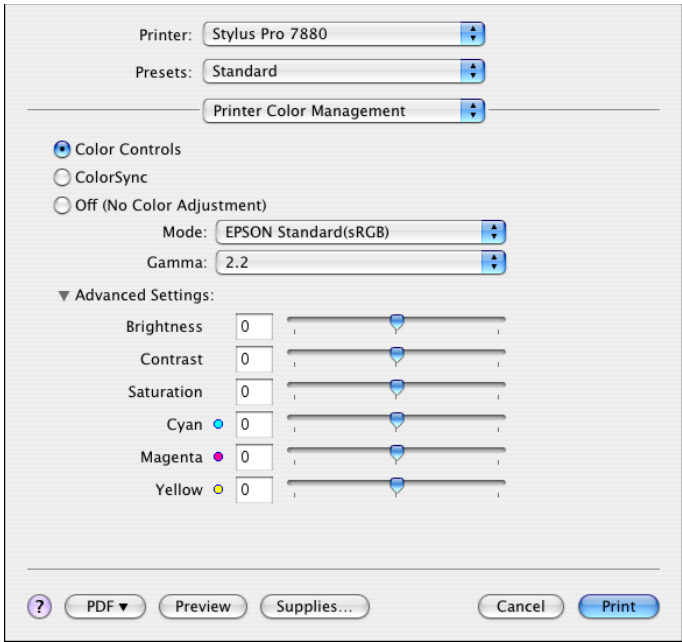 Printer: Stylus Pro 7880
Presets: Standard
Printer Color Management
Color Controls
ColorSync
Off (No Color Adjustment)
Mode: EPSON Standard(sRGB)
Gamma: 2.2
Advanced Settings:
Brightness 0
Contrast 0
Saturation 0
Cyan 0
Magenta 0
Yellow 0
? PDF ▼ Preview Supplies... Cancel Print